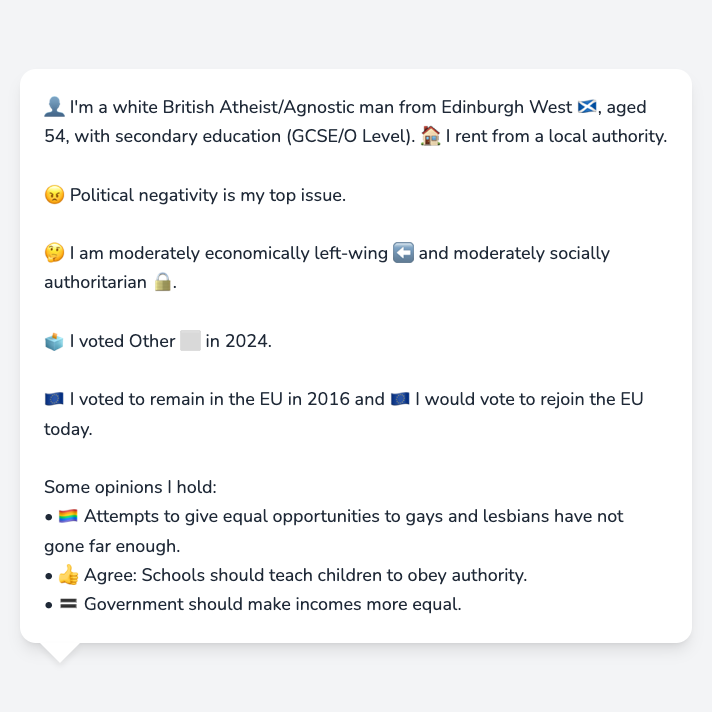 👤 I'm a white British Atheist/Agnostic man from Edinburgh West 🏴󠁧󠁢󠁳󠁣󠁴󠁿, aged
54, with secondary education (GCSE/O Level). 🏠 I rent from a local authority.
😠 Political negativity is my top issue.
🤔 I am moderately economically left-wing ⬅️ and moderately socially
authoritarian 🔒.
🗳️ I voted Other ⬜ in 2024.
🇪🇺 I voted to remain in the EU in 2016 and 🇪🇺 I would vote to rejoin the EU
today.
Some opinions I hold:
• 🏳️‍🌈 Attempts to give equal opportunities to gays and lesbians have not
gone far enough.
• 👍 Agree: Schools should teach children to obey authority.
• 🟰 Government should make incomes more equal.